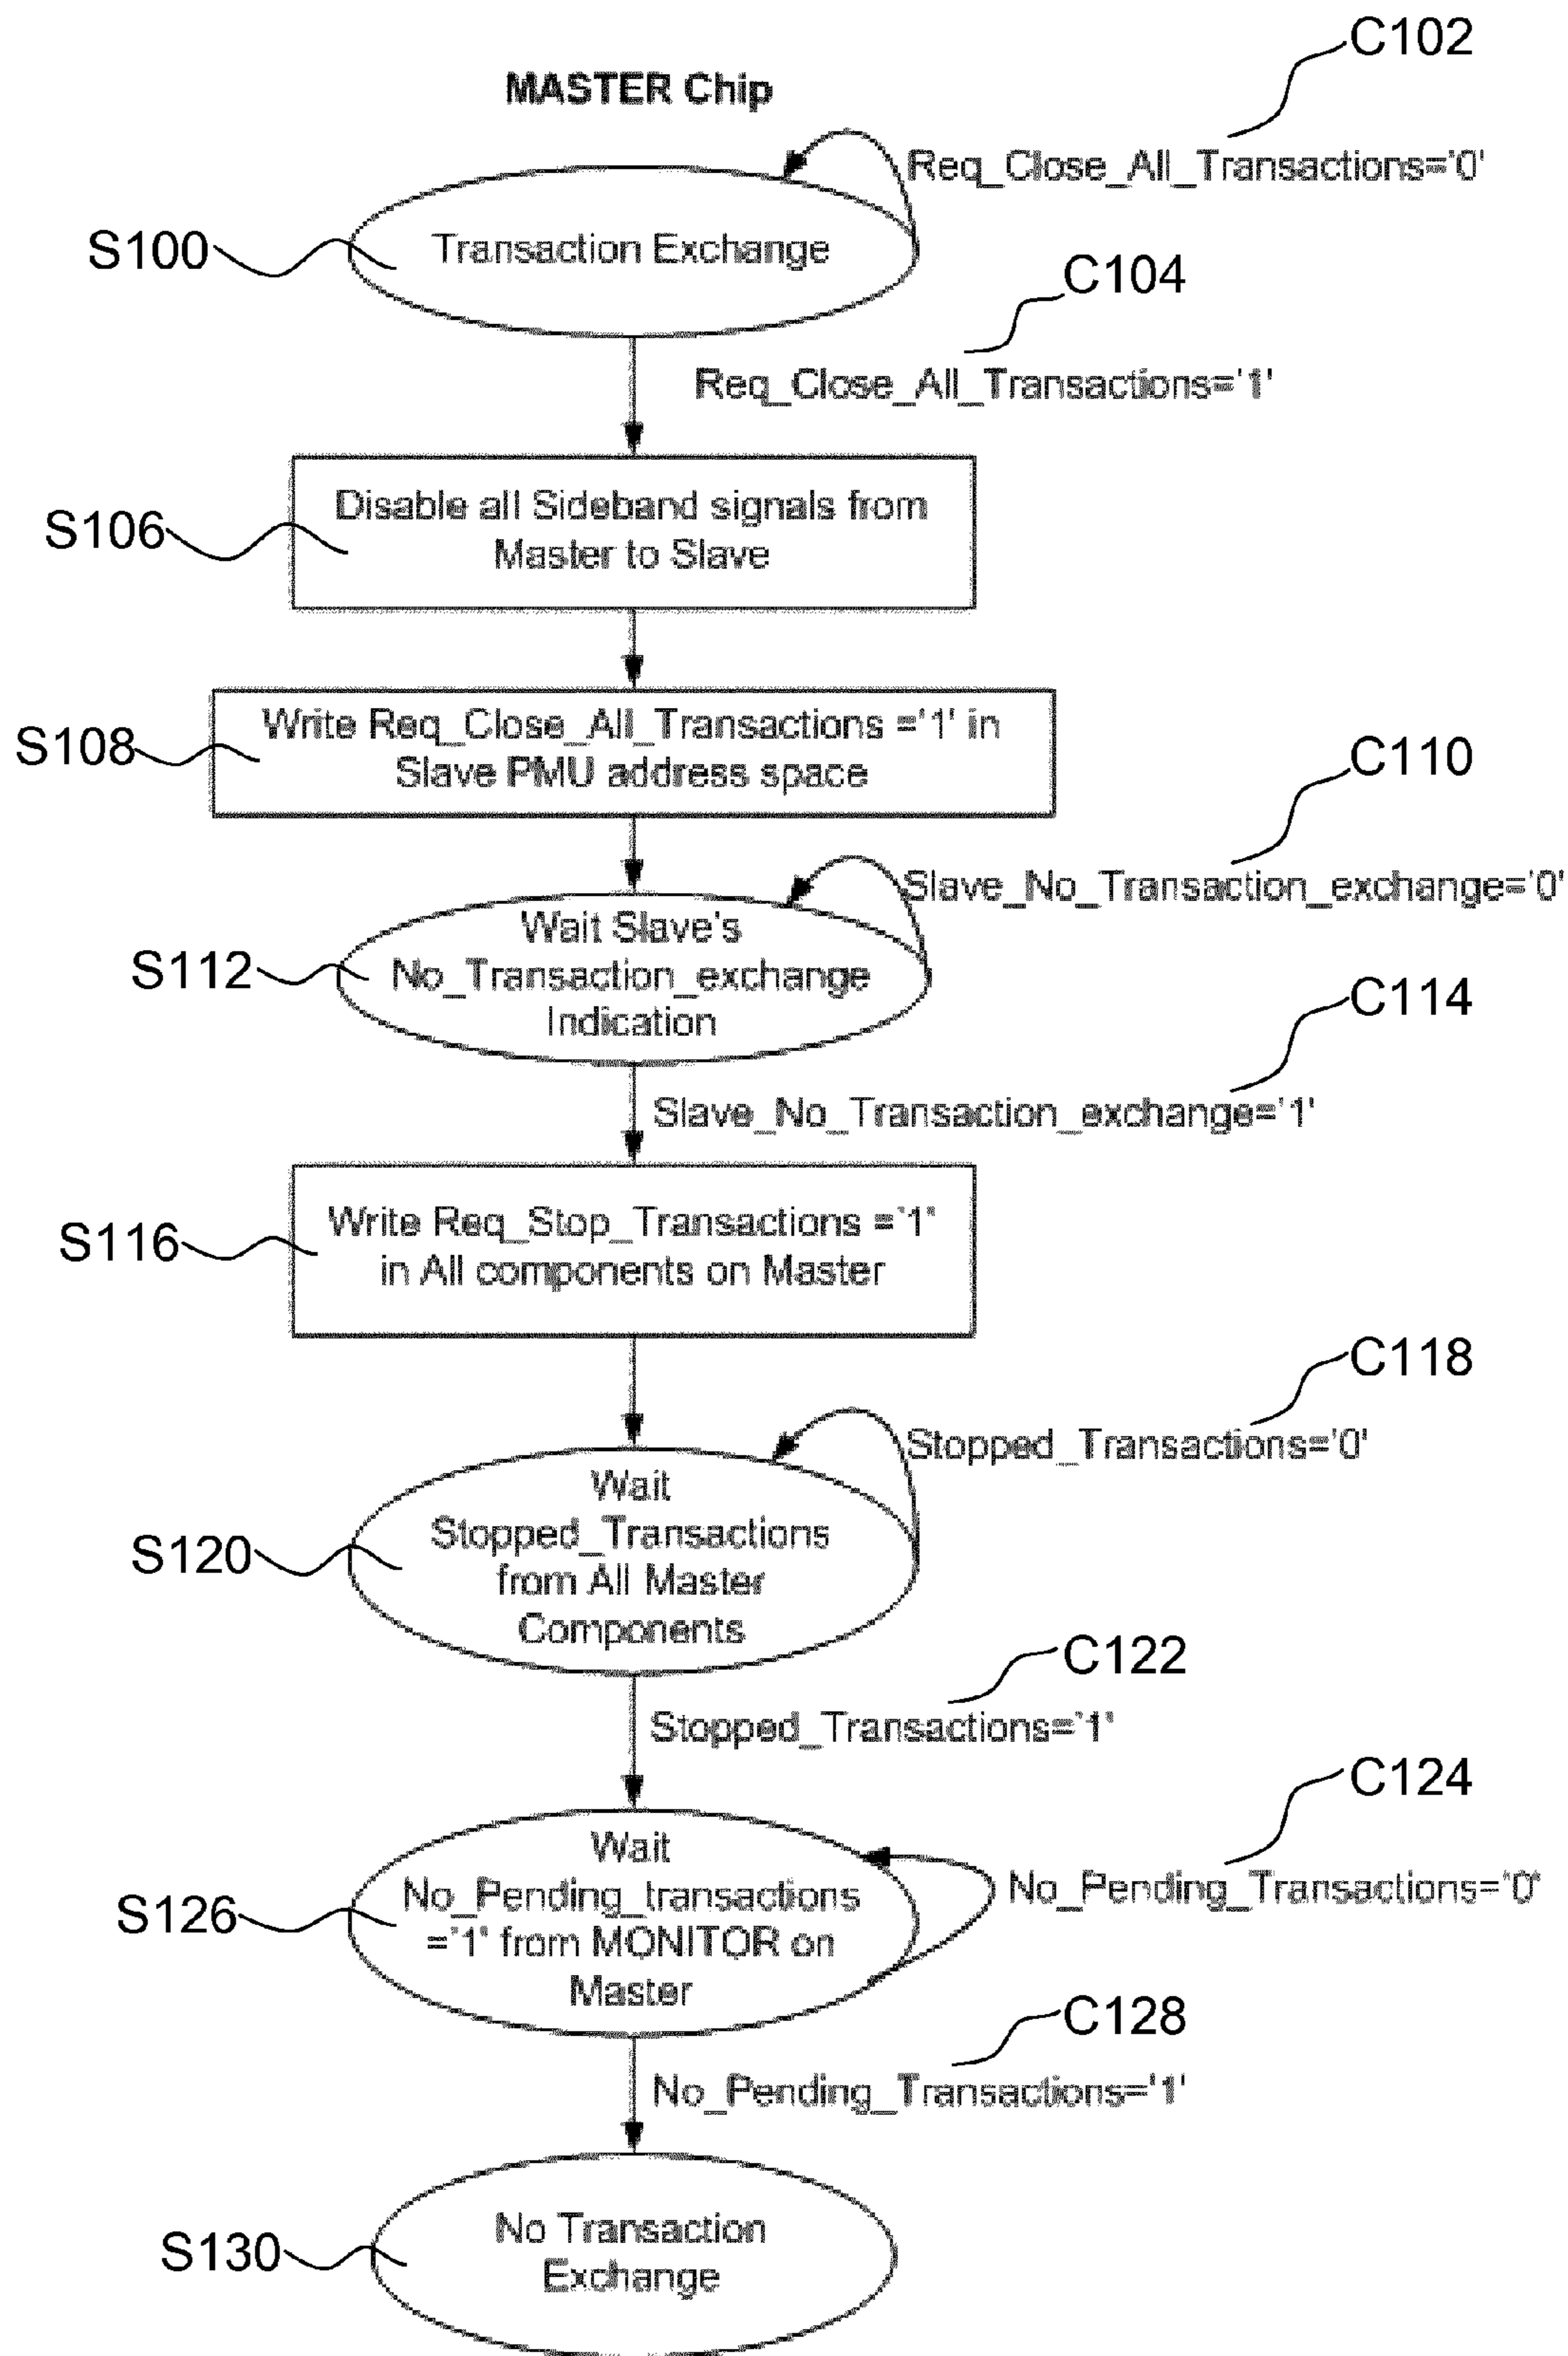 C102
MASTER Chip
Req_Close_All_Transactions='0'
S100
Transaction Exchange
C104
Req_Close_All_Transactions='1'
Disable all Sideband signals from
S106
Master to Slave
Write Req_Close_All_Transactions ='1' in
S108
Slave PMU address space
C110
Slave_No_Transaction_exchange='0'
Wait Slave's
S112
No_Transaction_exchange
Indication
C114
Slave_No_Transaction_exchange='1'
Write Req_Stop_Transactions ='1'
S116
in All components on Master
C118
Stopped_Transactions='0'
Wait
Stopped_Transactions
S120
from All Master
Components
C122
Stopped_Transactions='1'
C124
Wait
No_Pending_Transactions='0'
No_Pending_transactions
S126
='1' from MONITOR on
Master
C128
No_Pending_Transactions='1'
No Transaction
S130
Exchange